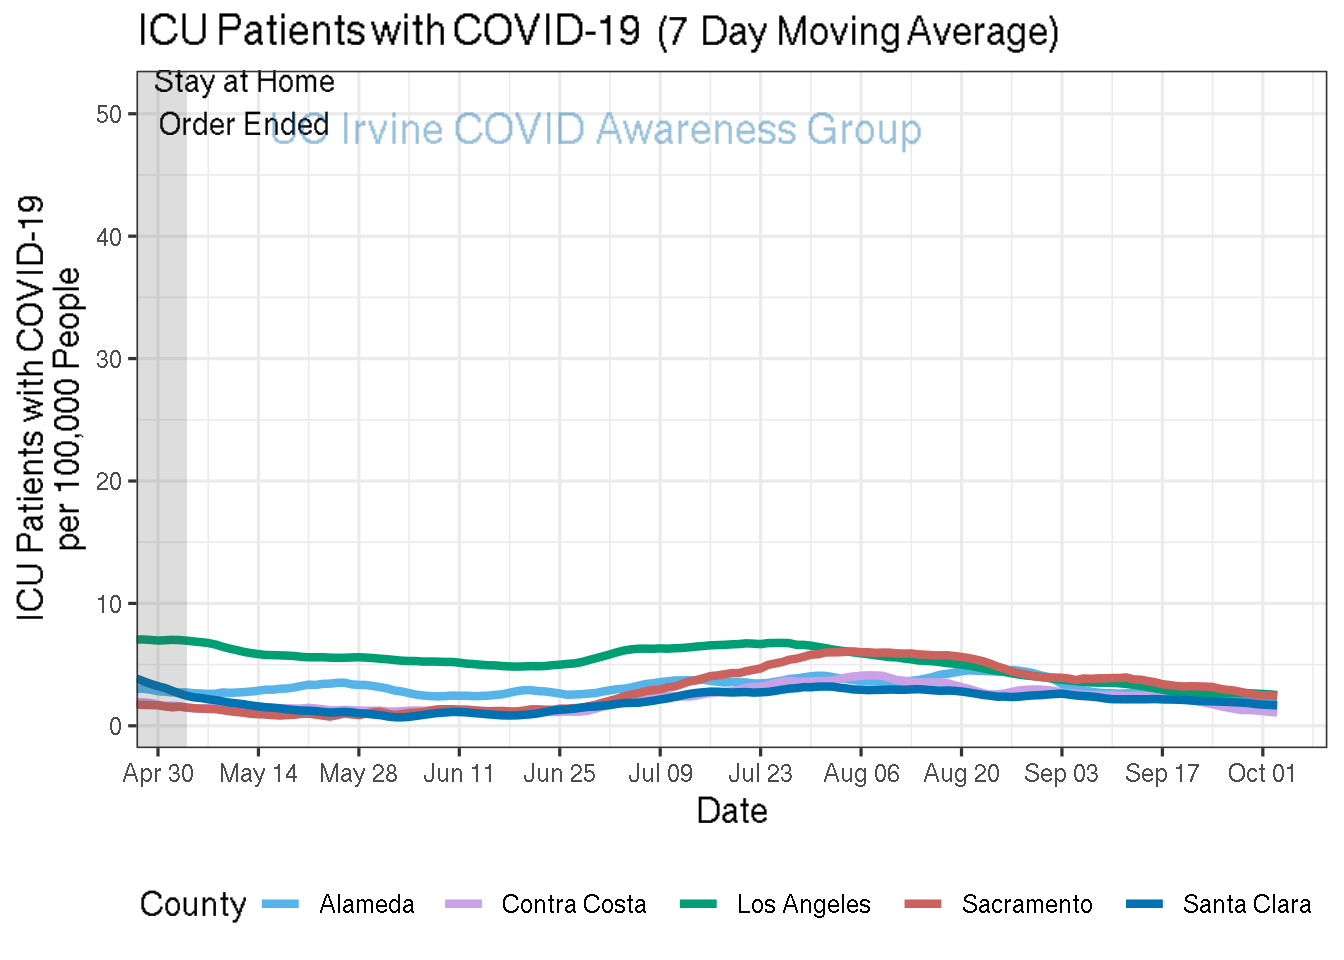 ICU Patients with COVID-19 (7 Day Moving Average)
Stay at Home
Order Ended
UC Irvine COVID Awareness Group
50
40
30
20
10
0
ICU Patients with COVID-19
per 100,000 People
Apr 30 May 14 May 28 Jun 11 Jun 25 Jul 09 Jul 23 Aug 06 Aug 20 Sep 03 Sep 17 Oct 01
Date
County Alameda Contra Costa Los Angeles Sacramento Santa Clara